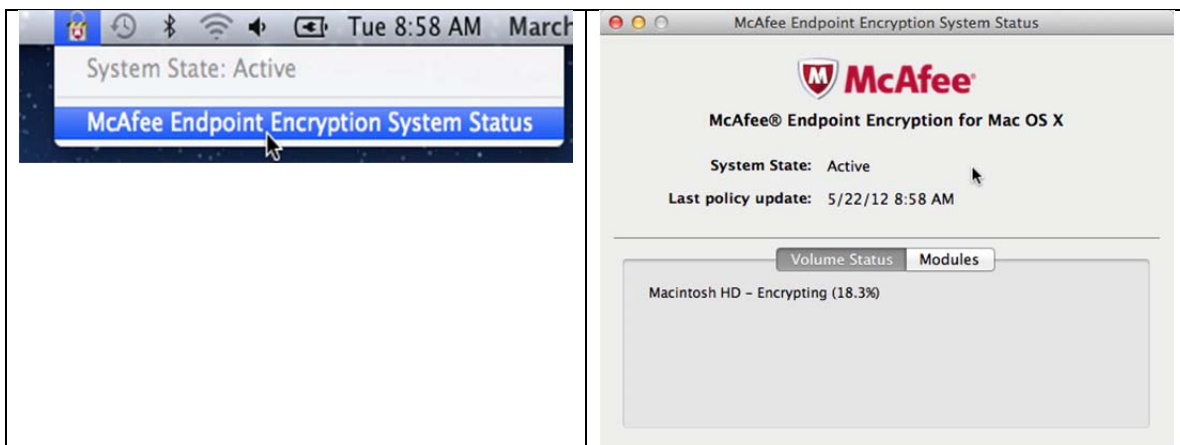 Tue 8:58 AM March
System State: Active
McAfee Endpoint Encryption System Status
McAfee Endpoint Encryption System Status
McAfee
McAfee® Endpoint Encryption for Mac OS X
System State: Active
Last policy update: 5/22/12 8:58 AM
Volume Status Modules
Macintosh HD – Encrypting (18.3%)